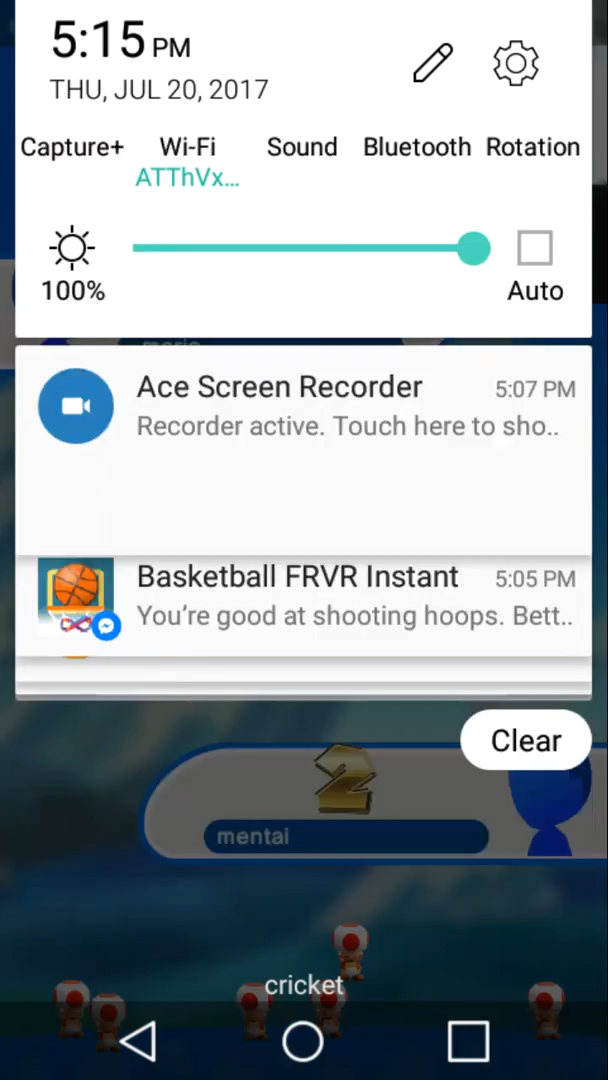 5:15 PM
THU, JUL 20, 2017
Capture+ Wi-Fi Sound Bluetooth Rotation
ATThVx...
100% Auto
Ace Screen Recorder 5:07 PM
Recorder active. Touch here to sho..
Basketball FRVR Instant 5:05 PM
You're good at shooting hoops. Bett..
Clear
2
mental
cricket